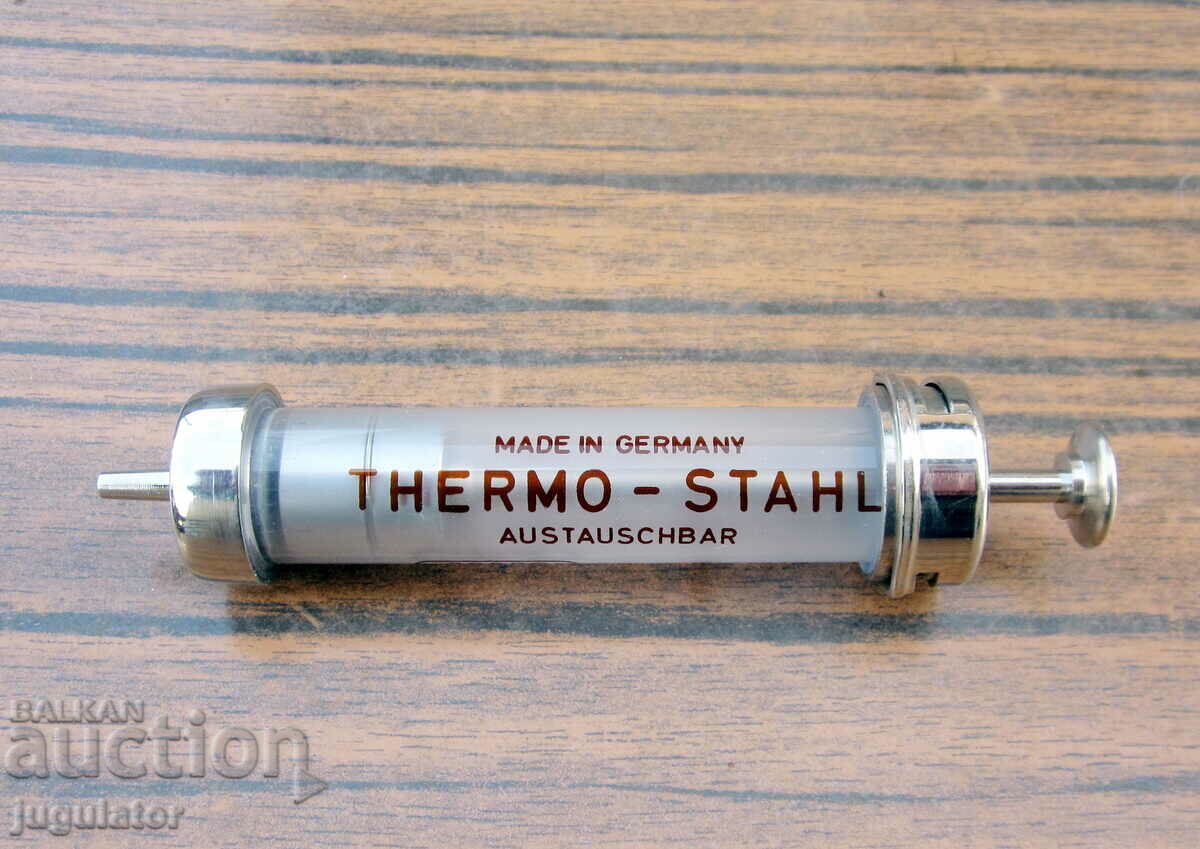 MADE IN GERMANY
THERMO - STAHL
AUSTAUSCHBAR
BALKAN
auction
jugulator